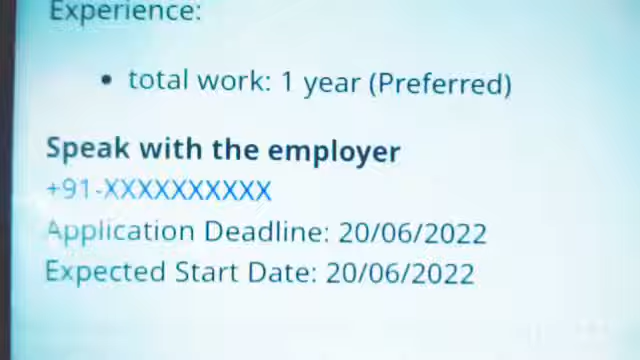 Experience:
• total work: 1 year (Preferred)
Speak with the employer
+91-XXXXXXXXXX
Application Deadline: 20/06/2022
Expected Start Date: 20/06/2022